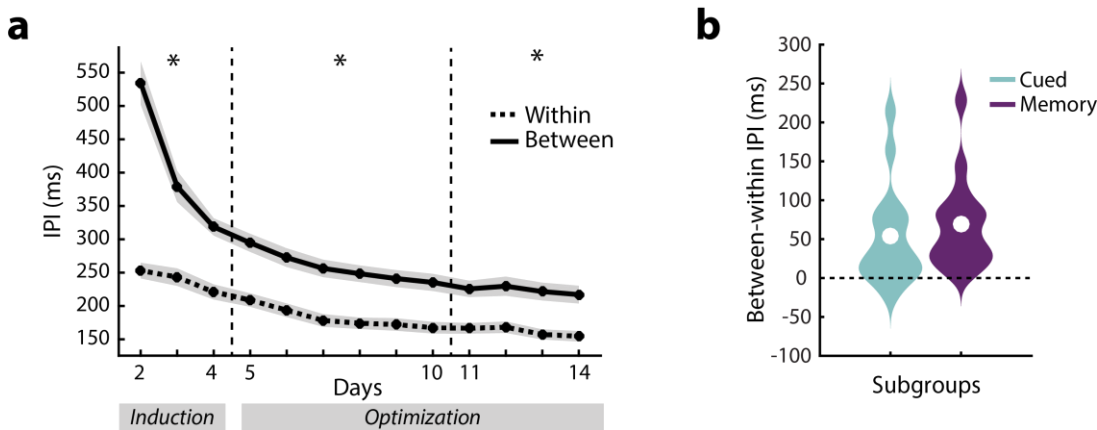 a
*
*
*
550
500
450
400
350
300
250
200
150
IPI (ms)
Within
Between
2
4
5
10
11
14
Days
Induction
Optimization
b
300
250
200
150
100
50
0
-50
-100
Between-within IPI (ms)
Cued
Memory
Subgroups